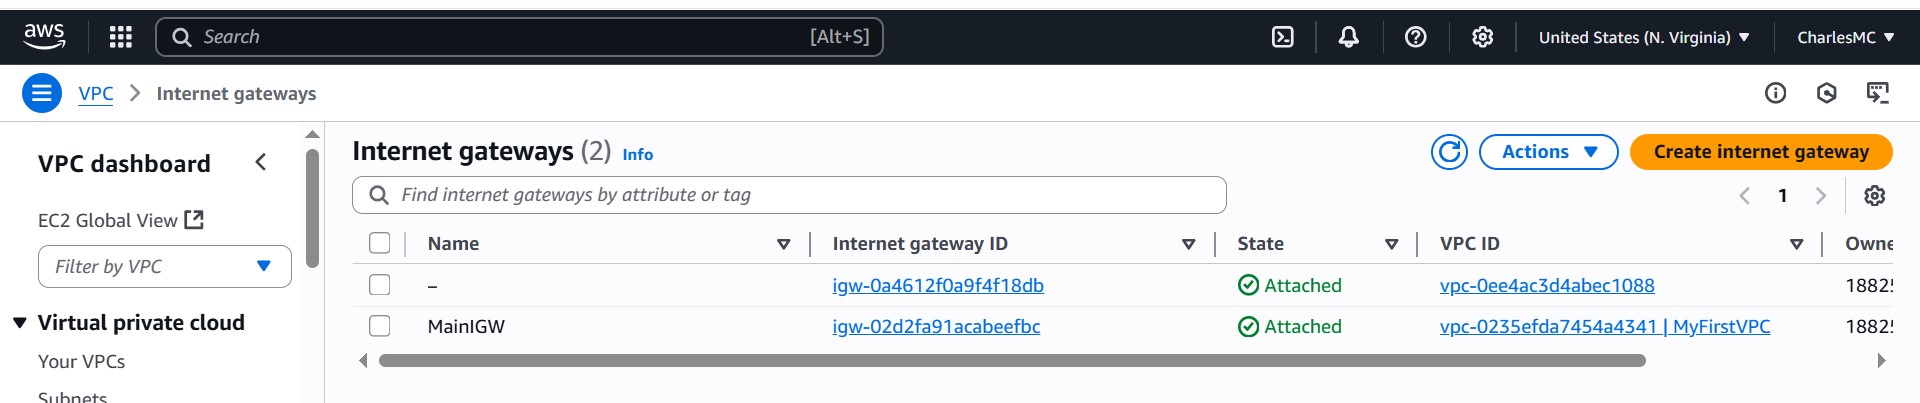 aws Search [Alt+S] United States (N. Virginia) CharlesMC
VPC Internet gateways
VPC dashboard
EC2 Global View
Filter by VPC
Virtual private cloud
Your VPCs
Subnets
Internet gateways (2) Info Actions Create internet gateway
Find internet gateways by attribute or tag 1
Name Internet gateway ID State VPC ID Owne
– igw-0a4612f0a9f4f18db Attached vpc-0ee4ac3d4abec1088 18825
MainIGW igw-02d2fa91acabeefbc Attached vpc-0235efda7454a4341 | MyFirstVPC 18825